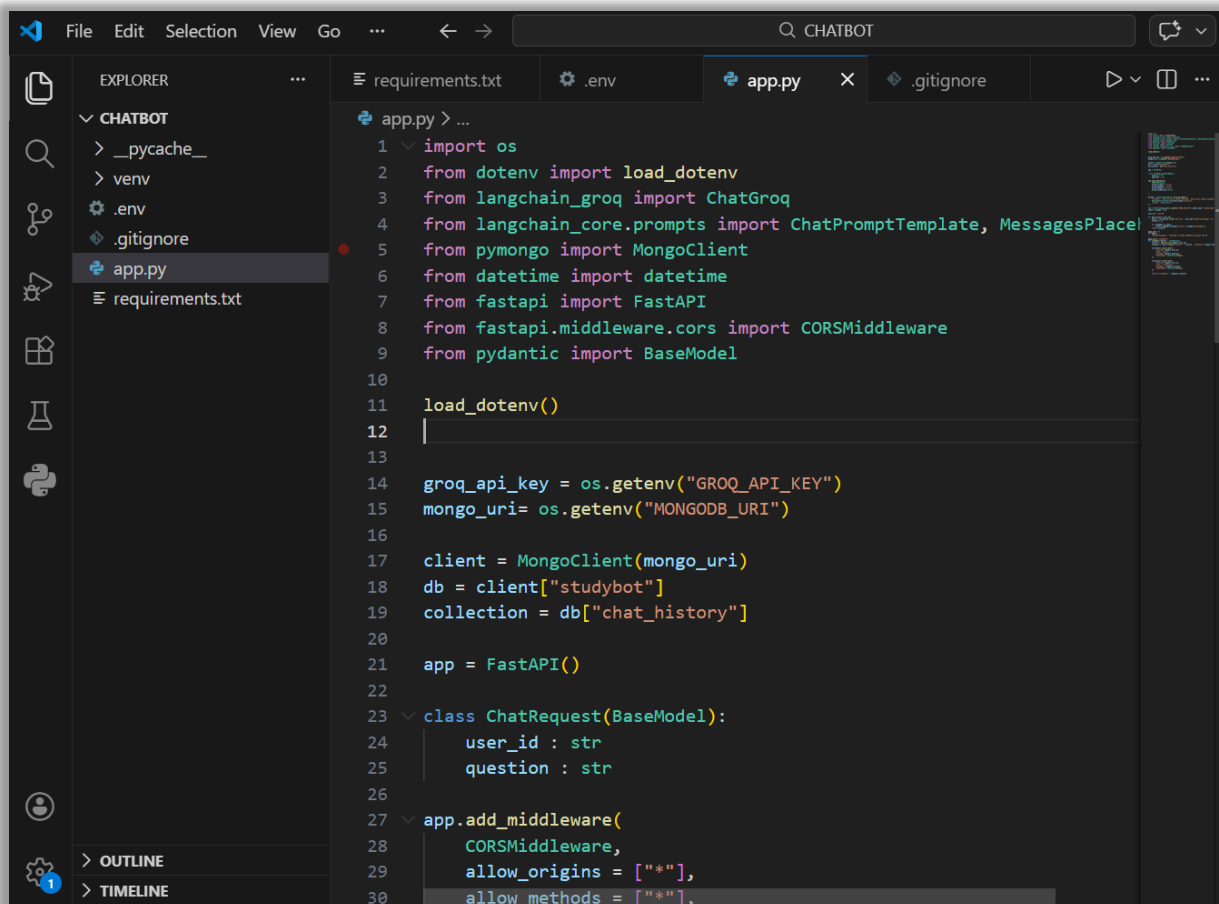 File Edit Selection View Go ··· CHATBOT
EXPLORER ···
CHATBOT
__pycache__
venv
.env
.gitignore
app.py
requirements.txt
OUTLINE
TIMELINE
1
requirements.txt .env app.py .gitignore
app.py > ...
1 import os
2 from dotenv import load_dotenv
3 from langchain_groq import ChatGroq
4 from langchain_core.prompts import ChatPromptTemplate, MessagesPlaceh
5 from pymongo import MongoClient
6 from datetime import datetime
7 from fastapi import FastAPI
8 from fastapi.middleware.cors import CORSMiddleware
9 from pydantic import BaseModel
10
11 load_dotenv()
12
13
14 groq_api_key = os.getenv("GROQ_API_KEY")
15 mongo_uri= os.getenv("MONGODB_URI")
16
17 client = MongoClient(mongo_uri)
18 db = client["studybot"]
19 collection = db["chat_history"]
20
21 app = FastAPI()
22
23 class ChatRequest(BaseModel):
24     user_id : str
25     question : str
26
27 app.add_middleware(
28     CORSMiddleware,
29     allow_origins = ["*"],
30     allow_methods = ["*"],